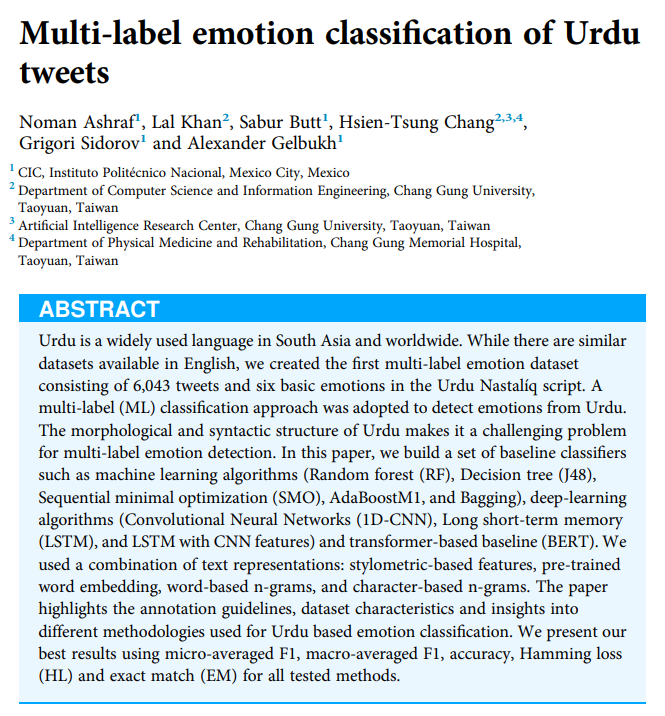 Multi-label emotion classification of Urdu
tweets
Noman Ashraf1, Lal Khan2, Sabur Butt1, Hsien-Tsung Chang2,3,4,
Grigori Sidorov1 and Alexander Gelbukh1
1 CIC, Instituto Politécnico Nacional, Mexico City, Mexico
2 Department of Computer Science and Information Engineering, Chang Gung University,
Taoyuan, Taiwan
3 Artificial Intelligence Research Center, Chang Gung University, Taoyuan, Taiwan
4 Department of Physical Medicine and Rehabilitation, Chang Gung Memorial Hospital,
Taoyuan, Taiwan
ABSTRACT
Urdu is a widely used language in South Asia and worldwide. While there are similar
datasets available in English, we created the first multi-label emotion dataset
consisting of 6,043 tweets and six basic emotions in the Urdu Nastalíq script. A
multi-label (ML) classification approach was adopted to detect emotions from Urdu.
The morphological and syntactic structure of Urdu makes it a challenging problem
for multi-label emotion detection. In this paper, we build a set of baseline classifiers
such as machine learning algorithms (Random forest (RF), Decision tree (J48),
Sequential minimal optimization (SMO), AdaBoostM1, and Bagging), deep-learning
algorithms (Convolutional Neural Networks (1D-CNN), Long short-term memory
(LSTM), and LSTM with CNN features) and transformer-based baseline (BERT). We
used a combination of text representations: stylometric-based features, pre-trained
word embedding, word-based n-grams, and character-based n-grams. The paper
highlights the annotation guidelines, dataset characteristics and insights into
different methodologies used for Urdu based emotion classification. We present our
best results using micro-averaged F1, macro-averaged F1, accuracy, Hamming loss
(HL) and exact match (EM) for all tested methods.